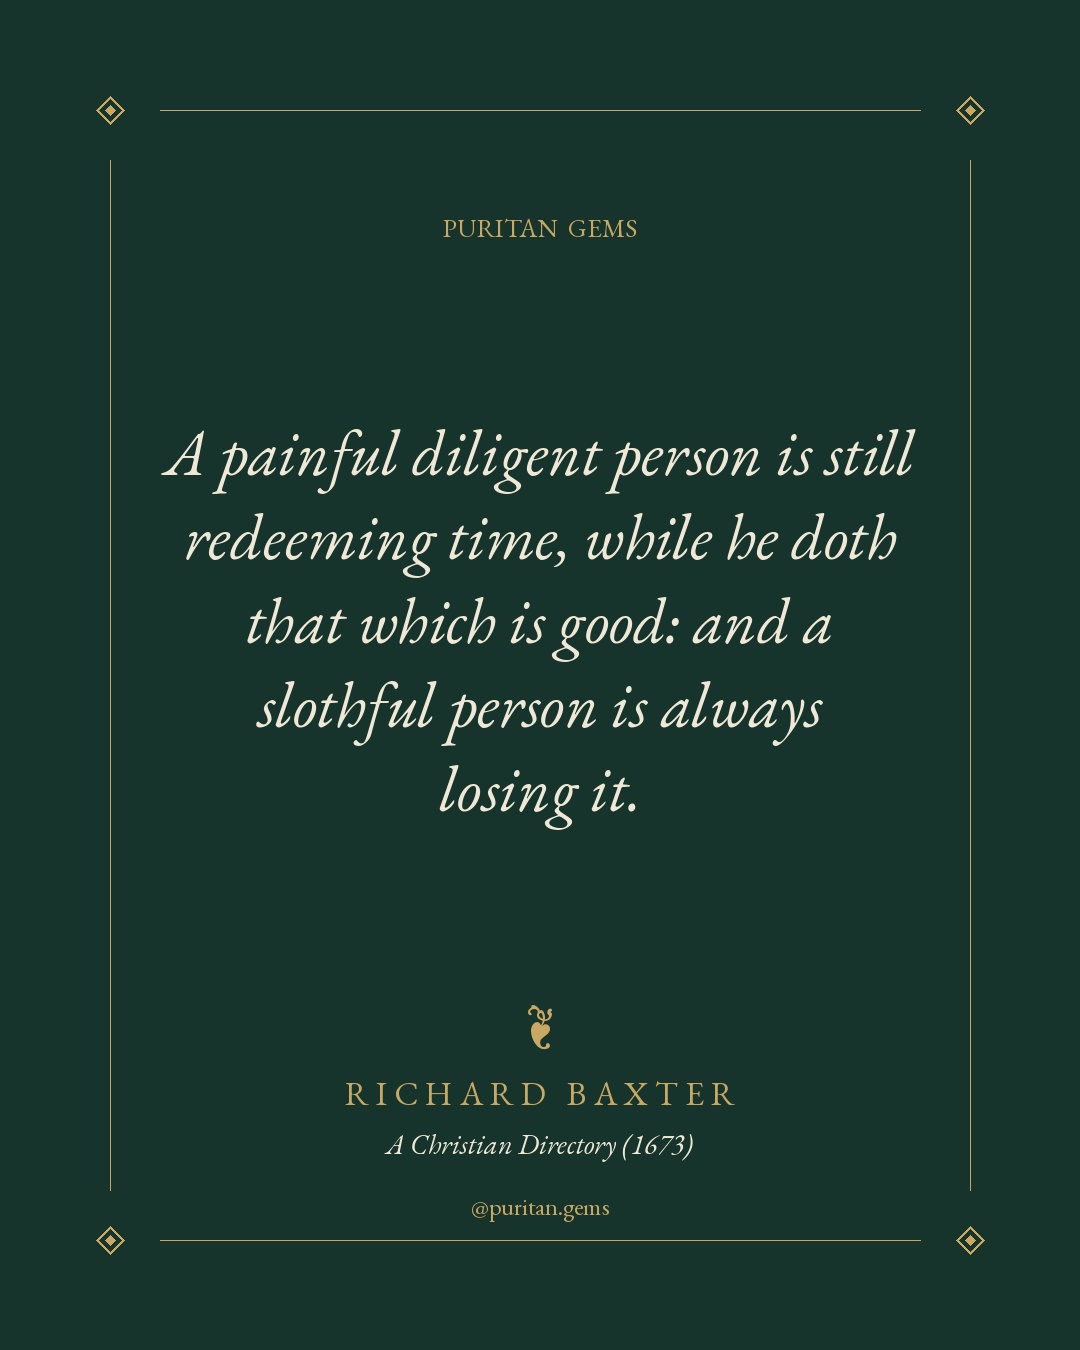 PURITAN GEMS
A painful diligent person is still
redeeming time, while he doth
that which is good: and a
slothful person is always
losing it.
RICHARD BAXTER
A Christian Directory (1673)
@puritan.gems